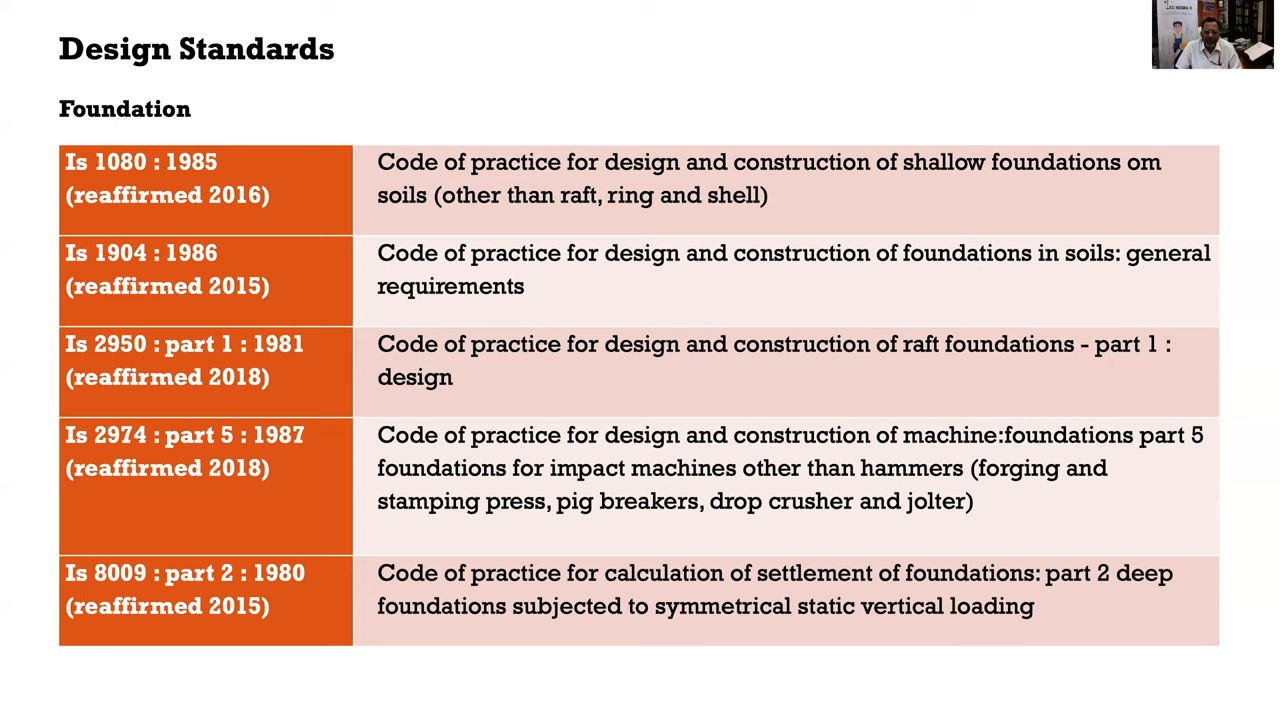 Design Standards
Foundation
Is 1080 : 1985
(reaffirmed 2016)
Code of practice for design and construction of shallow foundations om
soils (other than raft, ring and shell)
Is 1904 : 1986
(reaffirmed 2015)
Code of practice for design and construction of foundations in soils: general
requirements
Is 2950 : part 1 : 1981
(reaffirmed 2018)
Code of practice for design and construction of raft foundations - part 1 :
design
Is 2974 : part 5 : 1987
(reaffirmed 2018)
Code of practice for design and construction of machine:foundations part 5
foundations for impact machines other than hammers (forging and
stamping press, pig breakers, drop crusher and jolter)
Is 8009 : part 2 : 1980
(reaffirmed 2015)
Code of practice for calculation of settlement of foundations: part 2 deep
foundations subjected to symmetrical static vertical loading